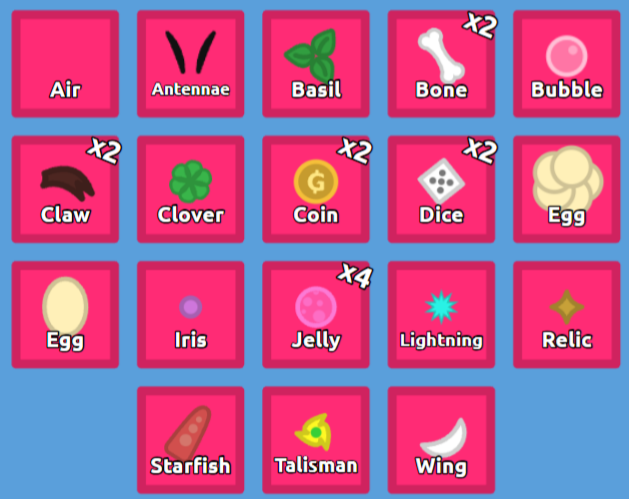 x2
Air Antennae Basil Bone Bubble
x2 x2 x2
G
Claw Clover Coin Dice Egg
x4
Egg Iris Jelly Lightning Relic
Starfish Talisman Wing